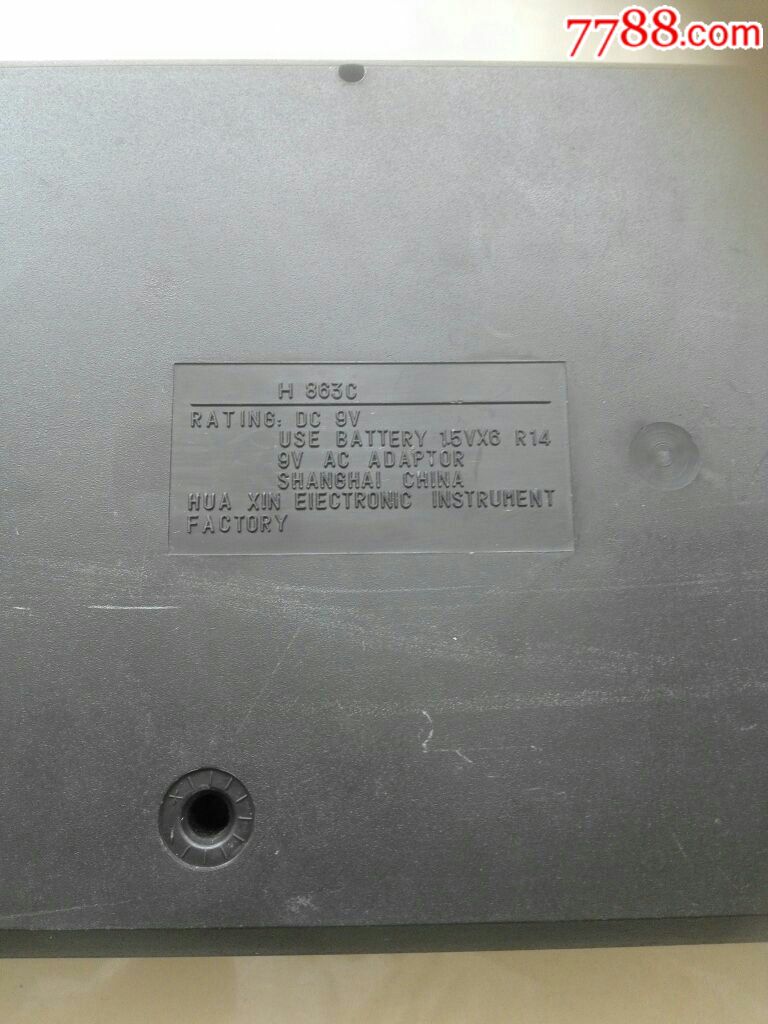 7788.com
H 863C
RATING: DC 9V
USE BATTERY 1.5VX6 R14
9V AC ADAPTOR
SHANGHAI CHINA
HUA XIN ElECTRONIC INSTRUMENT
FACTORY